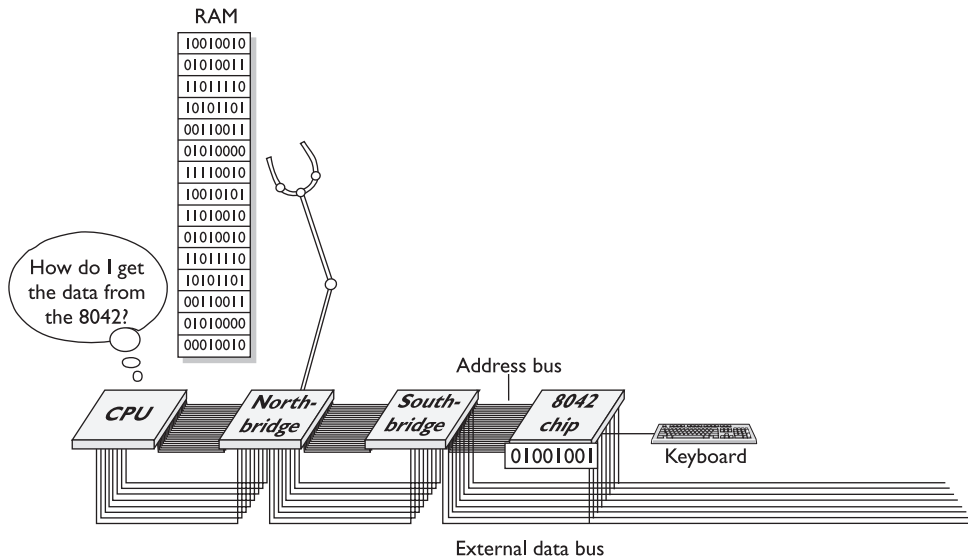 RAM
10010010
01010011
11011110
10101101
00110011
01010000
11110010
10010101
11010010
01010010
11011110
10101101
00110011
01010000
00010010
How do I get
the data from
the 8042?
Address bus
CPU
North-
bridge
South-
bridge
8042
chip
01001001
Keyboard
External data bus